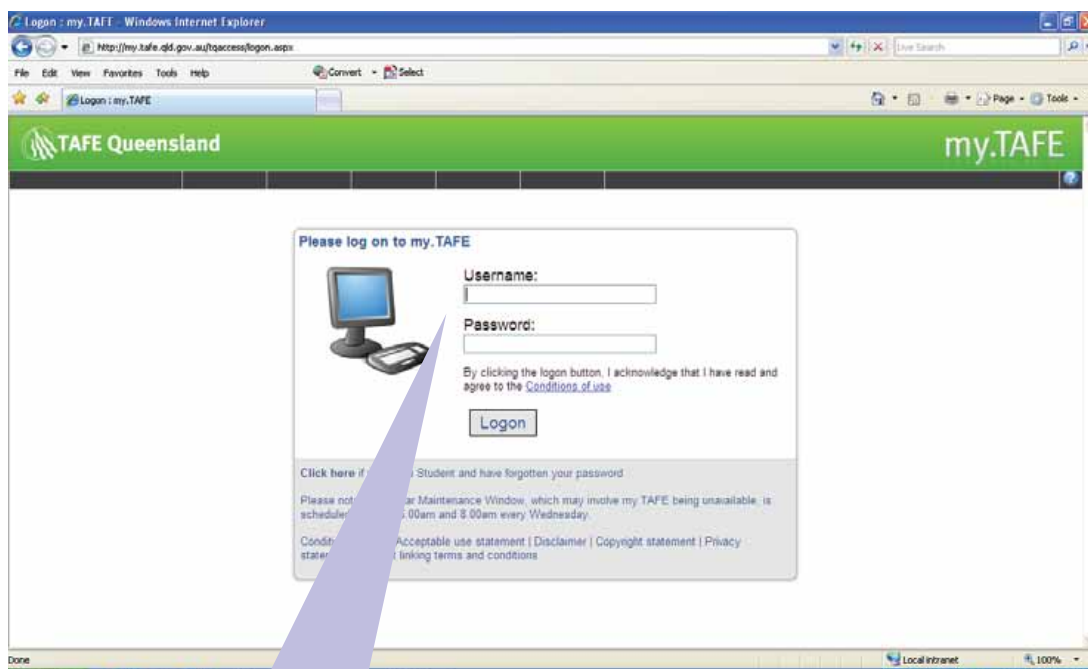 Logon : my.TAFE - Windows Internet Explorer
http://my.tafe.qld.gov.au/tqaccess/logon.aspx
Live Search
File Edit View Favorites Tools Help
Convert Select
Logon : my.TAFE
Page Tools
TAFE Queensland
my.TAFE
Please log on to my.TAFE
Username:
Password:
By clicking the logon button, I acknowledge that I have read and
agree to the Conditions of use
Logon
Click here if Student and have forgotten your password
Please not Maintenance Window, which may involve my.TAFE being unavailable, is
.00am and 8.00am every Wednesday.
Acceptable use statement | Disclaimer | Copyright statement | Privacy
linking terms and conditions
Done
Local intranet
100%